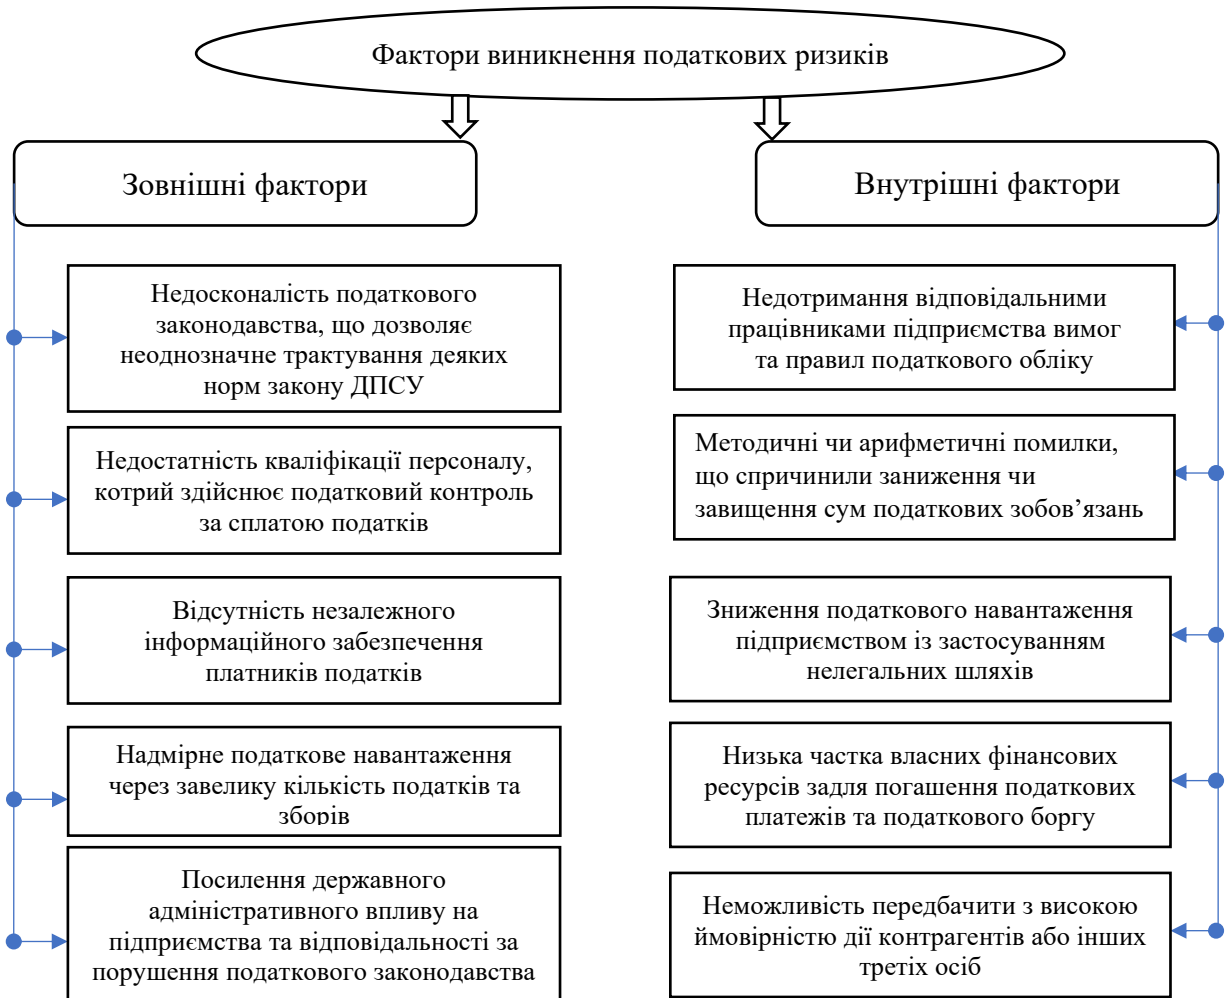 Фактори виникнення податкових ризиків
Зовнішні фактори
Недосконалість податкового
законодавства, що дозволяє
неоднозначне трактування деяких
норм закону ДПСУ
Недостатність кваліфікації персоналу,
котрий здійснює податковий контроль
за сплатою податків
Відсутність незалежного
інформаційного забезпечення
платників податків
Надмірне податкове навантаження
через завелику кількість податків та
зборів
Посилення державного
адміністративного впливу на
підприємства та відповідальності за
порушення податкового законодавства
Внутрішні фактори
Недотримання відповідальними
працівниками підприємства вимог
та правил податкового обліку
Методичні чи арифметичні помилки,
що спричинили заниження чи
завищення сум податкових зобов’язань
Зниження податкового навантаження
підприємством із застосуванням
нелегальних шляхів
Низька частка власних фінансових
ресурсів задля погашення податкових
платежів та податкового боргу
Неможливість передбачити з високою
ймовірністю дії контрагентів або інших
третіх осіб